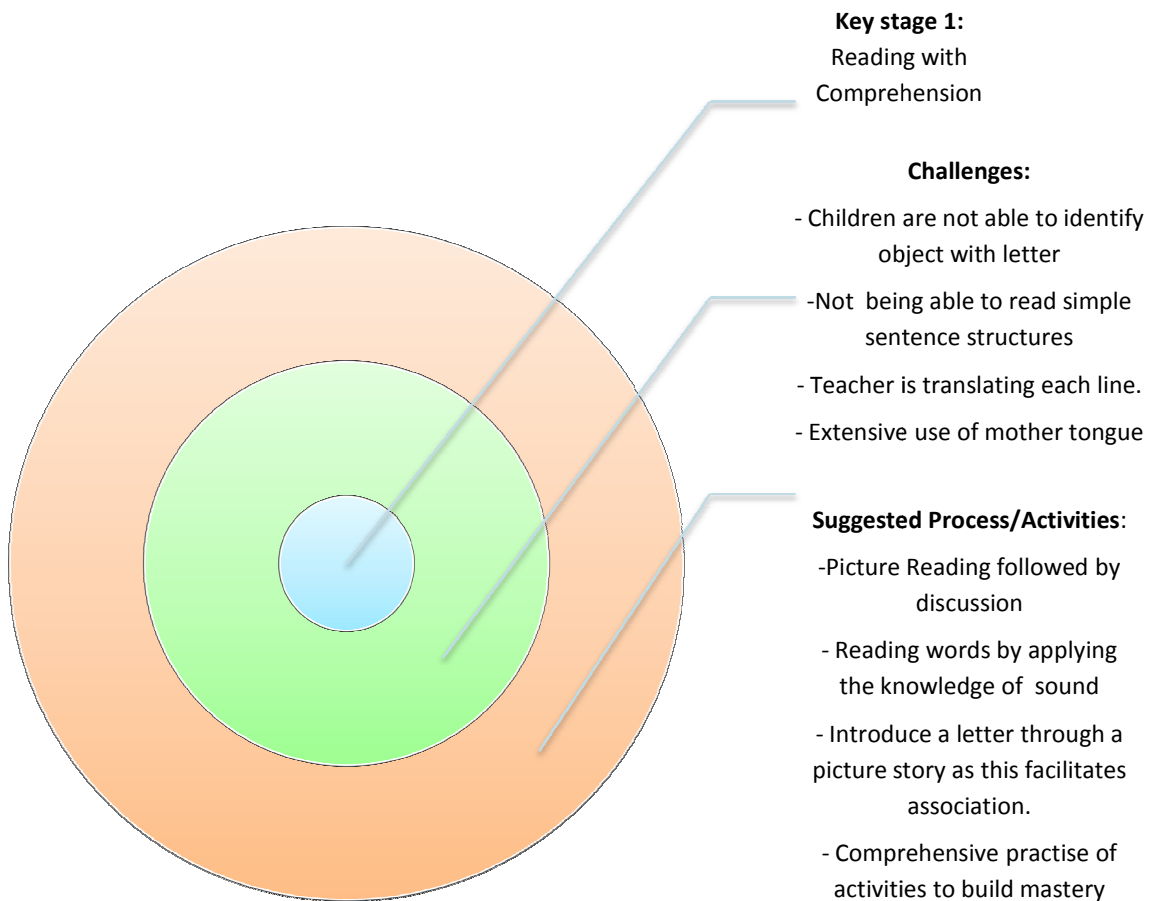 Key stage 1:
Reading with
Comprehension
Challenges:
- Children are not able to identify
object with letter
-Not being able to read simple
sentence structures
- Teacher is translating each line.
- Extensive use of mother tongue
Suggested Process/Activities:
-Picture Reading followed by
discussion
- Reading words by applying
the knowledge of sound
- Introduce a letter through a
picture story as this facilitates
association.
- Comprehensive practise of
activities to build mastery